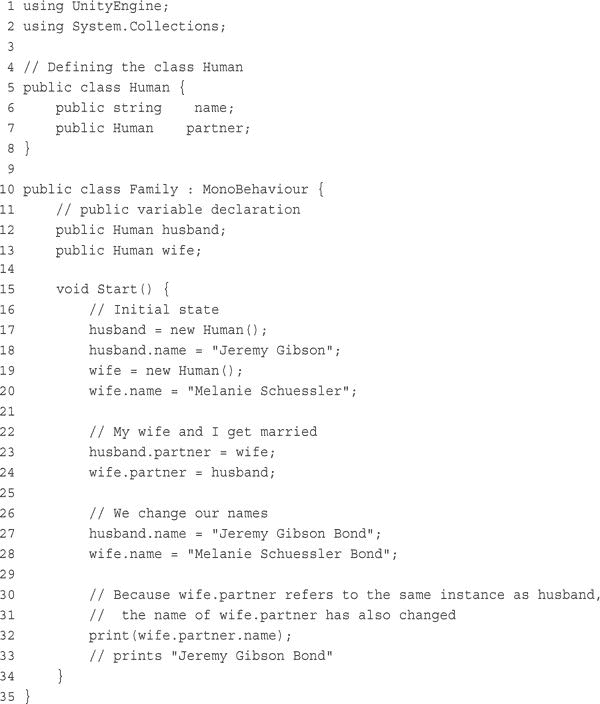 1 using UnityEngine;
2 using System.Collections;
3
4 // Defining the class Human
5 public class Human {
6     public string    name;
7     public Human    partner;
8 }
9
10 public class Family : MonoBehaviour {
11     // public variable declaration
12     public Human husband;
13     public Human wife;
14
15     void Start() {
16         // Initial state
17         husband = new Human();
18         husband.name = "Jeremy Gibson";
19         wife = new Human();
20         wife.name = "Melanie Schuessler";
21
22         // My wife and I get married
23         husband.partner = wife;
24         wife.partner = husband;
25
26         // We change our names
27         husband.name = "Jeremy Gibson Bond";
28         wife.name = "Melanie Schuessler Bond";
29
30         // Because wife.partner refers to the same instance as husband,
31         //  the name of wife.partner has also changed
32         print(wife.partner.name);
33         // prints "Jeremy Gibson Bond"
34     }
35 }